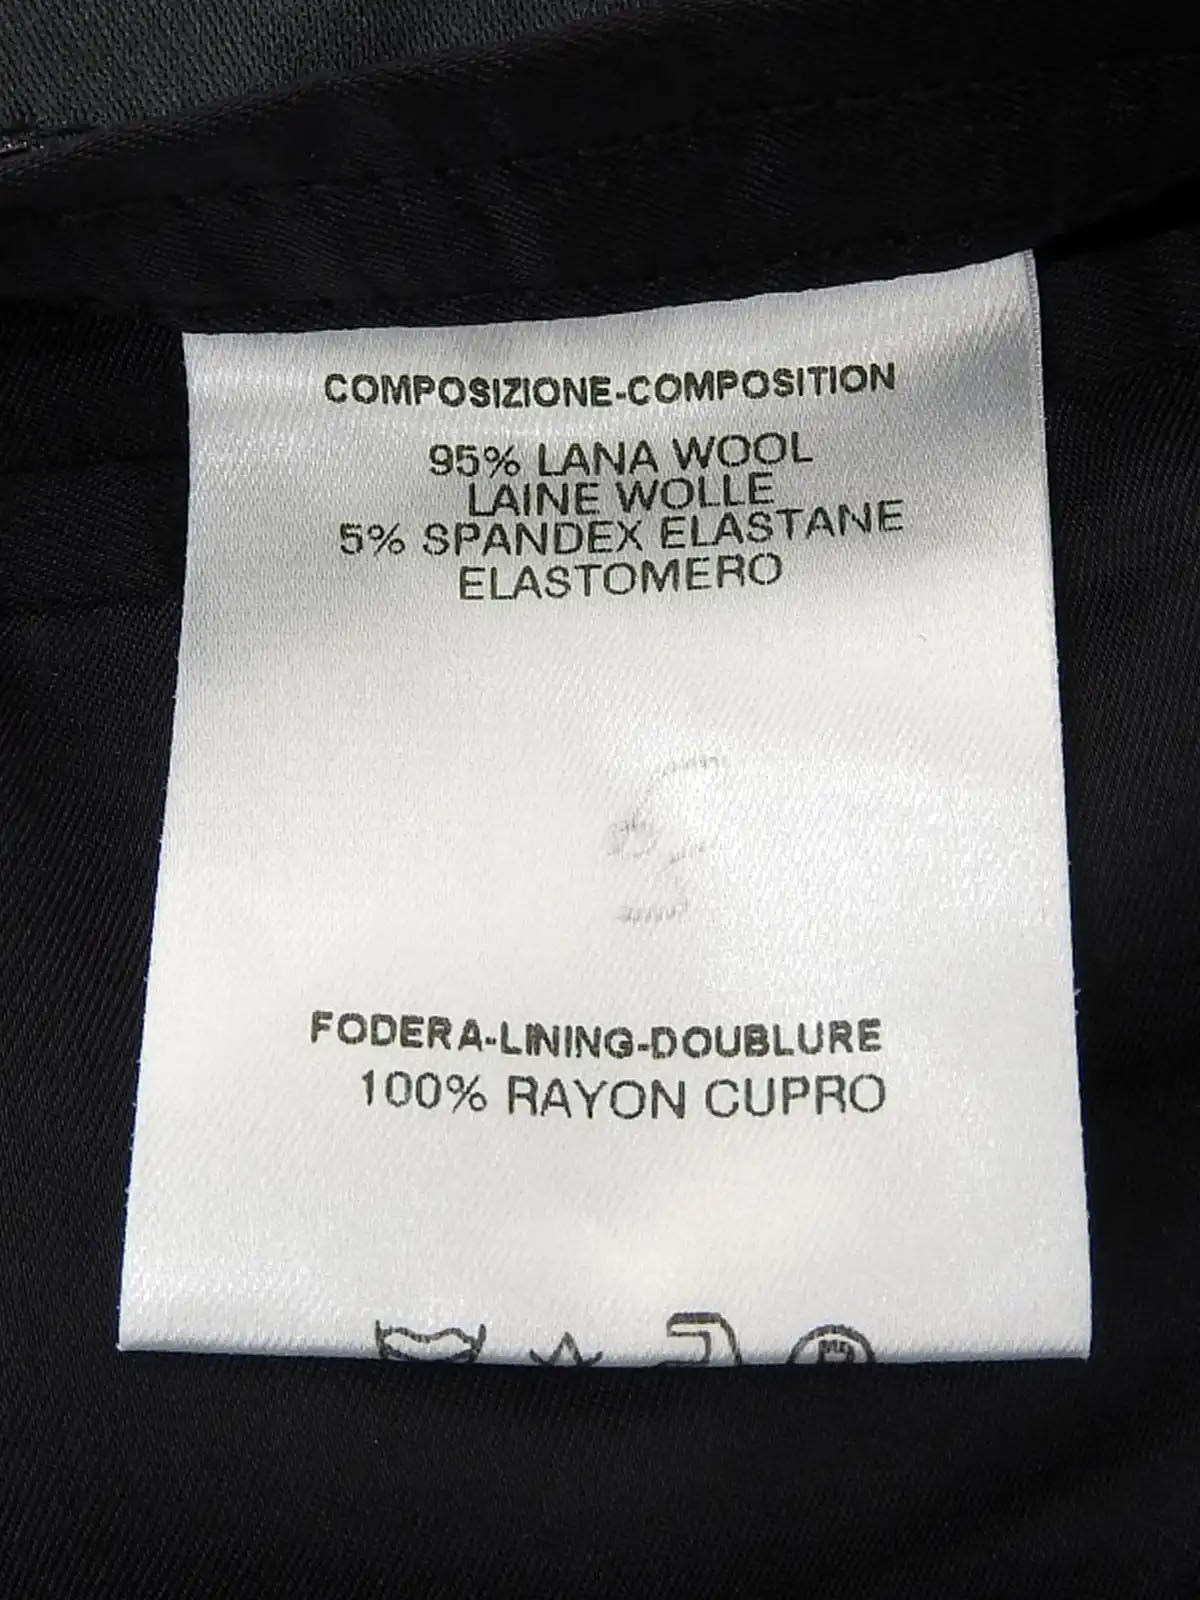 COMPOSIZIONE-COMPOSITION
95% LANA WOOL
LAINE WOLLE
5% SPANDEX ELASTANE
ELASTOMERO
FODERA-LINING-DOUBLURE
100% RAYON CUPRO
P